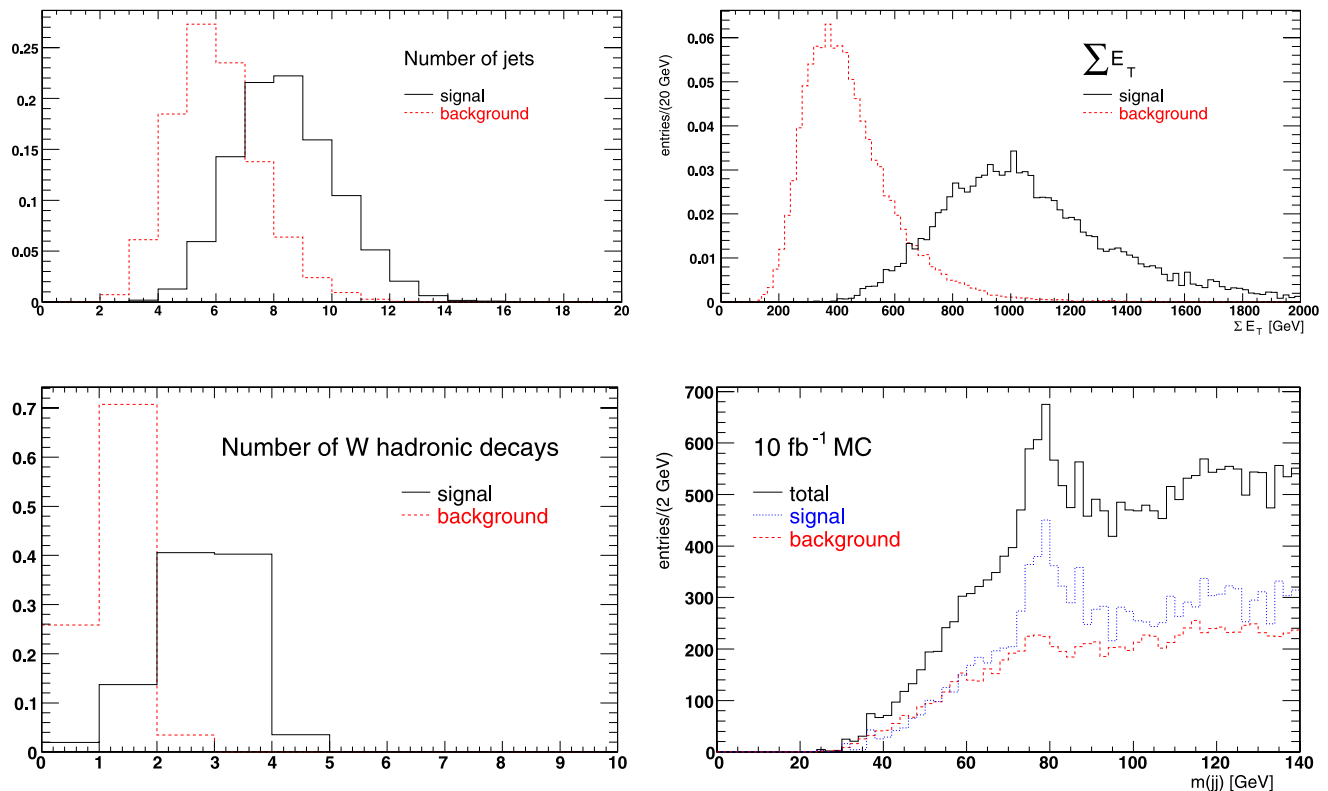 Number of jets
signal
background
0.25
0.2
0.15
0.1
0.05
0
0 2 4 6 8 10 12 14 16 18 20
∑E_T
signal
background
entries/(20 GeV)
0.06
0.05
0.04
0.03
0.02
0.01
0
0 200 400 600 800 1000 1200 1400 1600 1800 2000
Σ E_T [GeV]
Number of W hadronic decays
signal
background
0.7
0.6
0.5
0.4
0.3
0.2
0.1
0
0 1 2 3 4 5 6 7 8 9 10
10 fb⁻¹ MC
total
signal
background
entries/(2 GeV)
700
600
500
400
300
200
100
0
0 20 40 60 80 100 120 140
m(jj) [GeV]